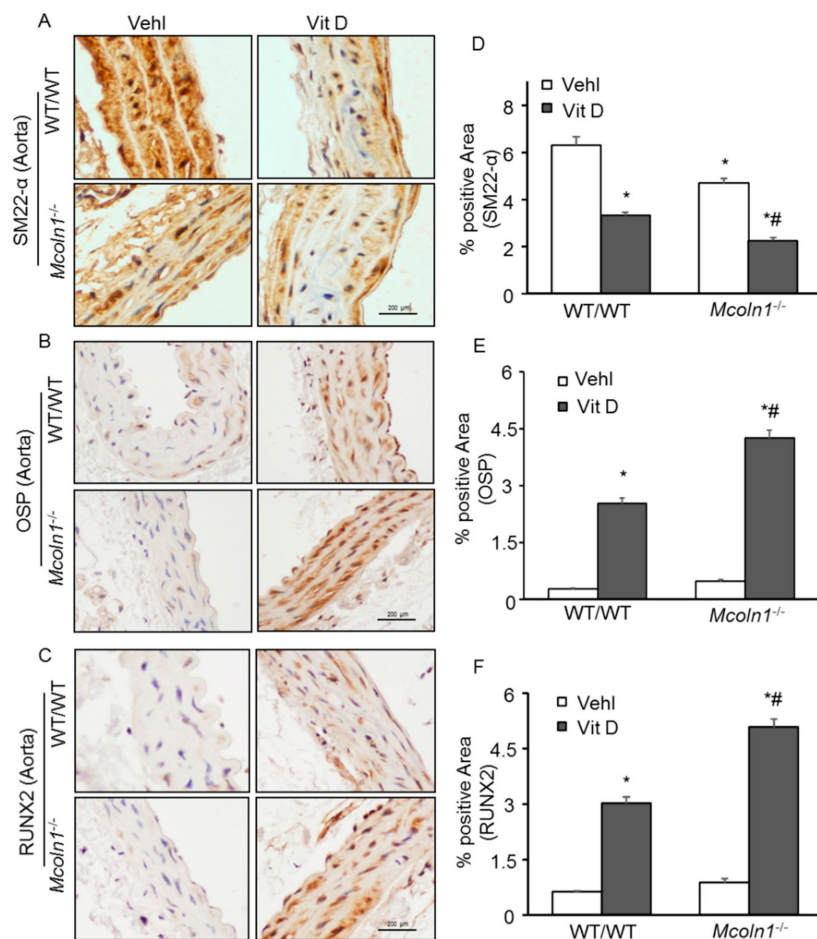 A
Vehl
Vit D
SM22-α (Aorta)
WT/WT
Mcoln1-/-
200 μm
B
OSP (Aorta)
WT/WT
Mcoln1-/-
200 μm
C
RUNX2 (Aorta)
WT/WT
Mcoln1-/-
200 μm
D
Vehl
Vit D
% positive Area
(SM22-α)
9
6
4
2
0
*
*
*#
WT/WT
Mcoln1-/-
E
Vehl
Vit D
% positive Area
(OSP)
6
4.5
3
1.5
0
*
*#
WT/WT
Mcoln1-/-
F
Vehl
Vit D
% positive Area
(RUNX2)
6
4.5
3
1.5
0
*
*#
WT/WT
Mcoln1-/-